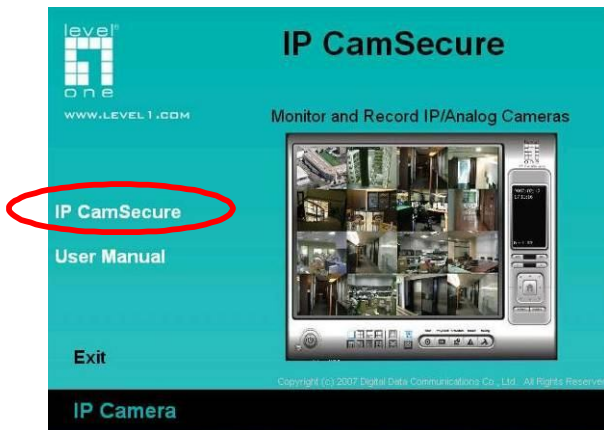 level
one
WWW.LEVEL1.COM
IP CamSecure
Monitor and Record IP/Analog Cameras
IP CamSecure
User Manual
Exit
Copyright (c) 2007 Digital Data Communications Co., Ltd. All Rights Reserve
IP Camera